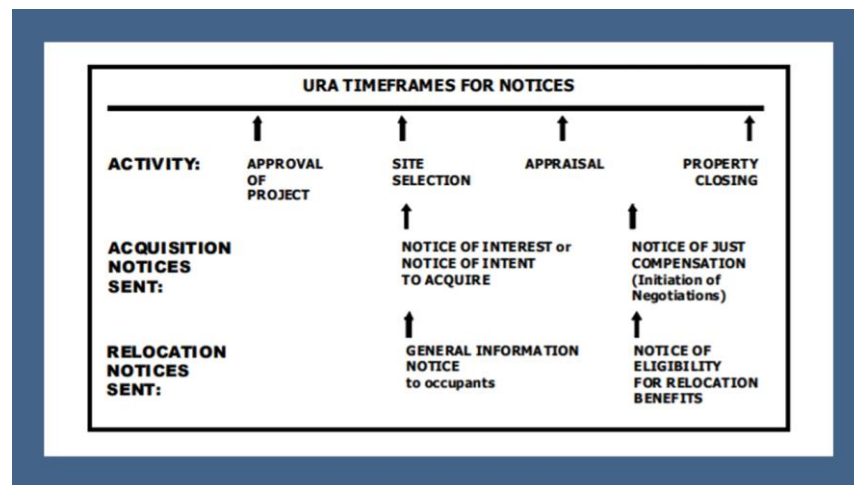 URA TIMEFRAMES FOR NOTICES
ACTIVITY:
APPROVAL
OF
PROJECT
SITE
SELECTION
APPRAISAL
PROPERTY
CLOSING
ACQUISITION
NOTICES
SENT:
NOTICE OF INTEREST or
NOTICE OF INTENT
TO ACQUIRE
NOTICE OF JUST
COMPENSATION
(Initiation of
Negotiations)
RELOCATION
NOTICES
SENT:
GENERAL INFORMATION
NOTICE
to occupants
NOTICE OF
ELIGIBILITY
FOR RELOCATION
BENEFITS